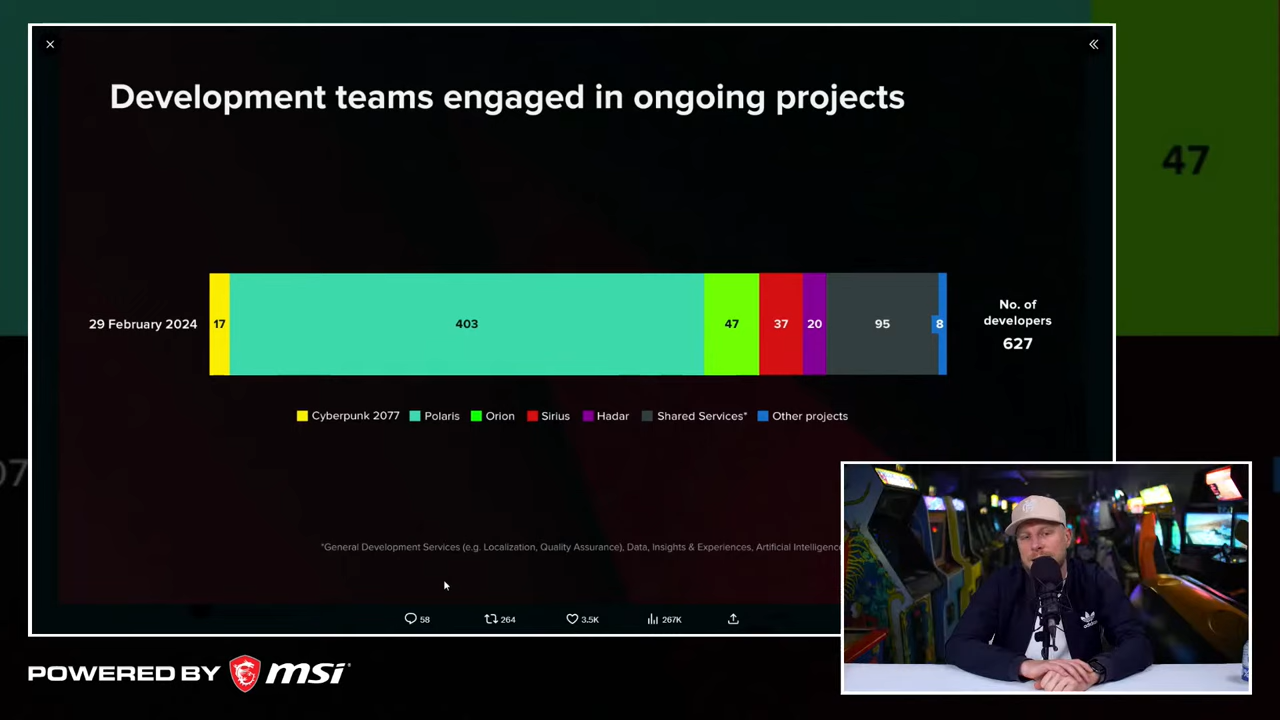 Development teams engaged in ongoing projects
29 February 2024
17
403
47
37
20
95
8
No. of
developers
627
Cyberpunk 2077
Polaris
Orion
Sirius
Hadar
Shared Services*
Other projects
*General Development Services (e.g. Localization, Quality Assurance), Data, Insights & Experiences, Artificial Intelligence
58
264
3.5K
267K
47
07
adidas
POWERED BY
msi